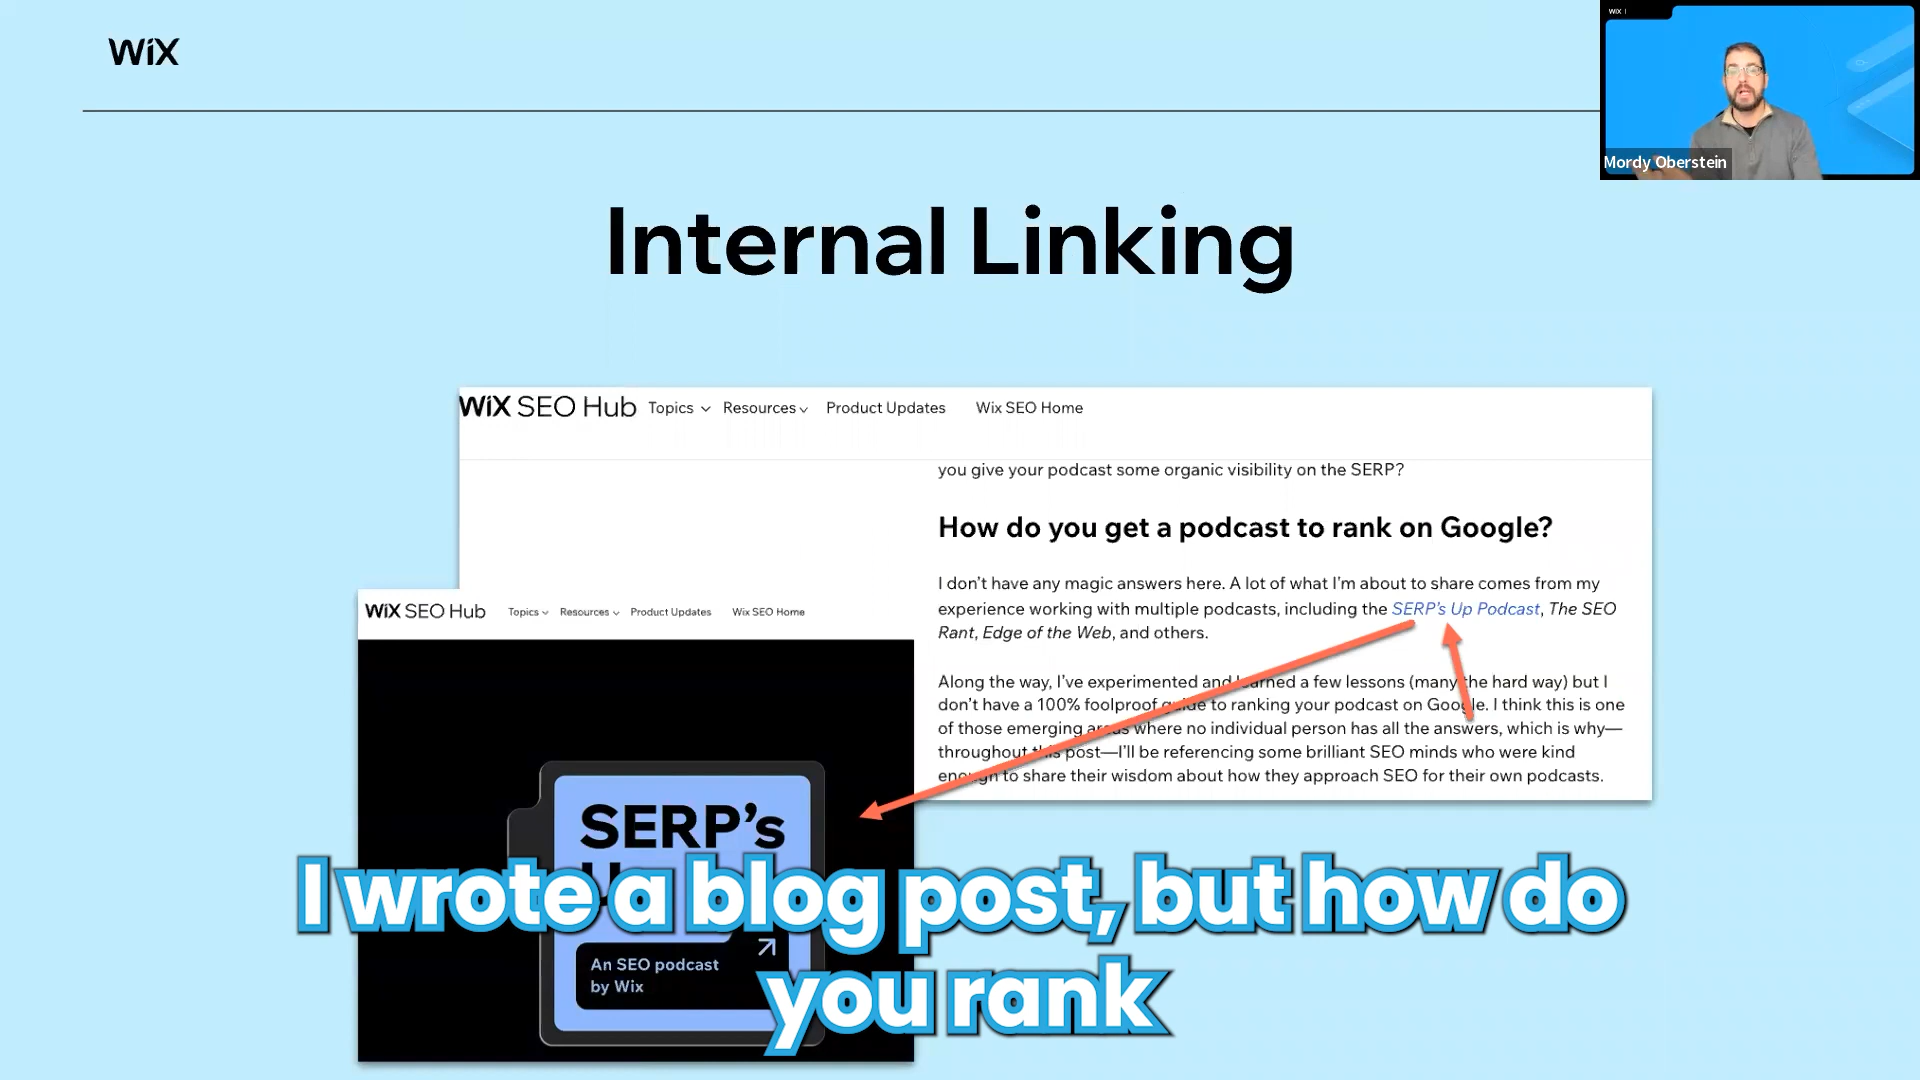 WiX
WiX |
Mordy Oberstein
Internal Linking
WiX SEO Hub Topics Resources Product Updates Wix SEO Home
you give your podcast some organic visibility on the SERP?
How do you get a podcast to rank on Google?
I don't have any magic answers here. A lot of what I'm about to share comes from my
experience working with multiple podcasts, including the SERP's Up Podcast, The SEO
Rant, Edge of the Web, and others.
Along the way, I've experimented and learned a few lessons (many the hard way) but I
don't have a 100% foolproof guide to ranking your podcast on Google. I think this is one
of those emerging areas where no individual person has all the answers, which is why—
throughout this post—I'll be referencing some brilliant SEO minds who were kind
enough to share their wisdom about how they approach SEO for their own podcasts.
WiX SEO Hub Topics Resources Product Updates Wix SEO Home
SERP's
An SEO podcast
by Wix
I wrote a blog post, but how do
you rank